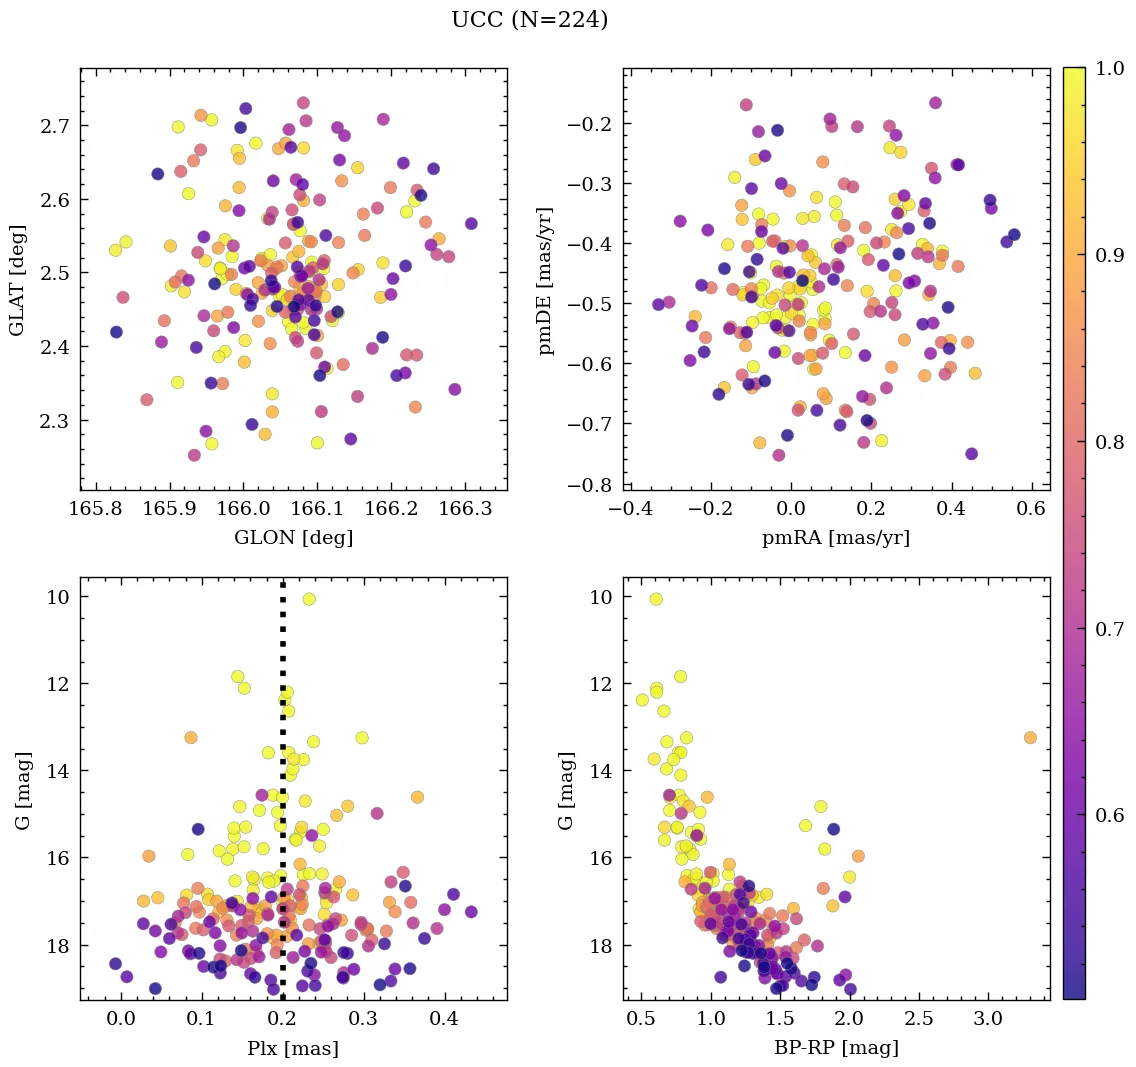 UCC (N=224)
2.7
2.6
2.5
2.4
2.3
GLAT [deg]
165.8 165.9 166.0 166.1 166.2 166.3
GLON [deg]
−0.2
−0.3
−0.4
−0.5
−0.6
−0.7
−0.8
pmDE [mas/yr]
−0.4 −0.2 0.0 0.2 0.4 0.6
pmRA [mas/yr]
1.0
0.9
0.8
0.7
0.6
10
12
14
16
18
G [mag]
0.0 0.1 0.2 0.3 0.4
Plx [mas]
10
12
14
16
18
G [mag]
0.5 1.0 1.5 2.0 2.5 3.0
BP-RP [mag]